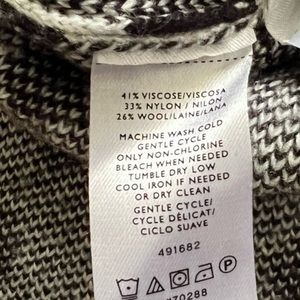 41% VISCOSE/VISCOSA
33% NYLON / NILON
26% WOOL/LAINE/LANA
MACHINE WASH COLD
GENTLE CYCLE
ONLY NON-CHLORINE
BLEACH WHEN NEEDED
TUMBLE DRY LOW
COOL IRON IF NEEDED
OR DRY CLEAN
GENTLE CYCLE/
CYCLE DÉLICAT/
CICLO SUAVE
491682
P